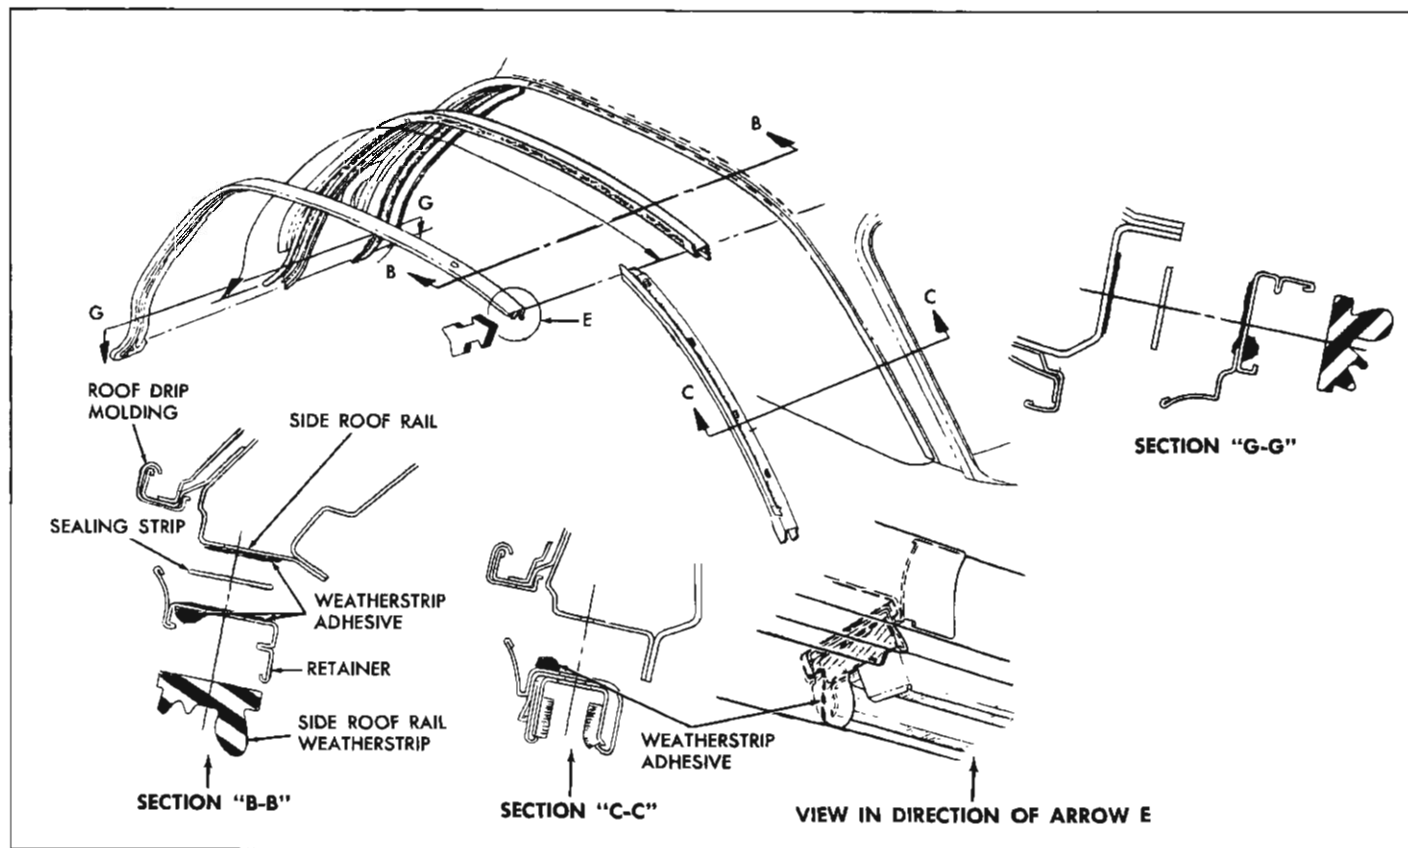 B
G
B
G
E
C
C
SECTION "G-G"
ROOF DRIP
MOLDING
SIDE ROOF RAIL
SEALING STRIP
WEATHERSTRIP
ADHESIVE
RETAINER
SIDE ROOF RAIL
WEATHERSTRIP
SECTION "B-B"
WEATHERSTRIP
ADHESIVE
SECTION "C-C"
VIEW IN DIRECTION OF ARROW E